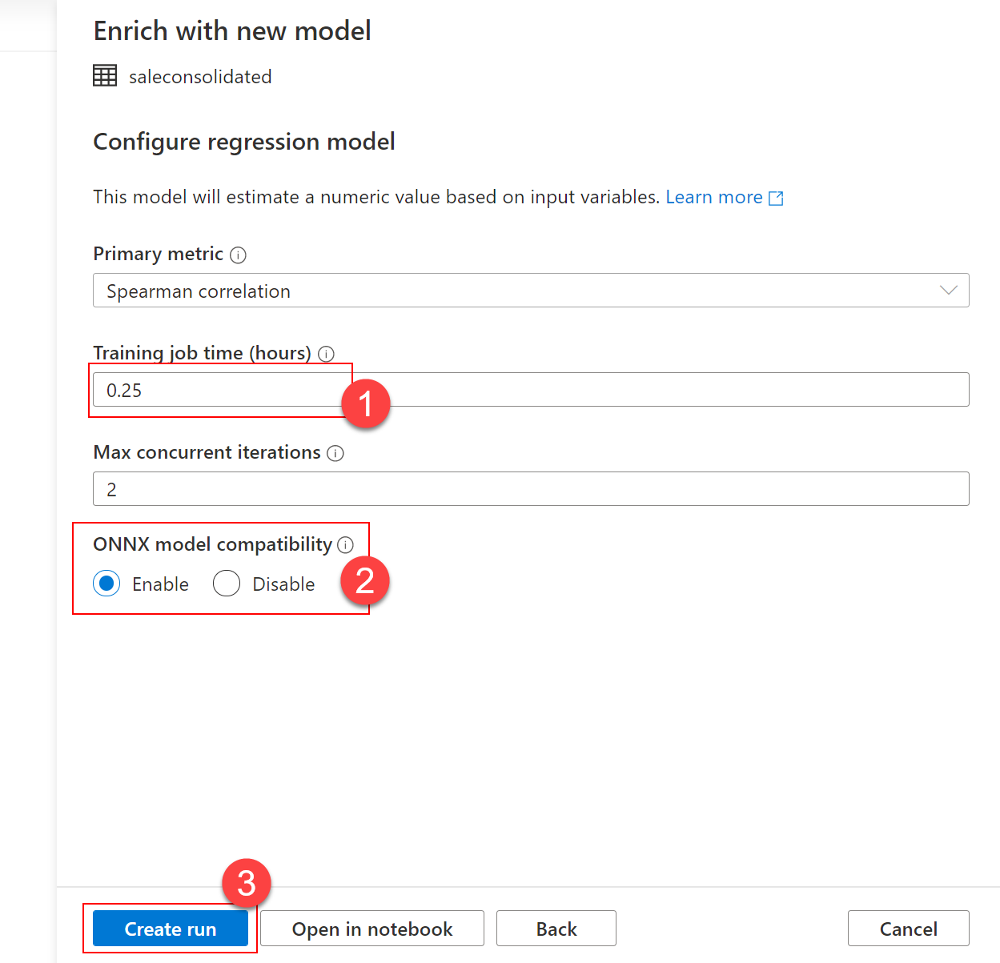 Enrich with new model
saleconsolidated
Configure regression model
This model will estimate a numeric value based on input variables. Learn more
Primary metric
Spearman correlation
Training job time (hours)
0.25
1
Max concurrent iterations
2
ONNX model compatibility
Enable Disable
2
3
Create run Open in notebook Back Cancel